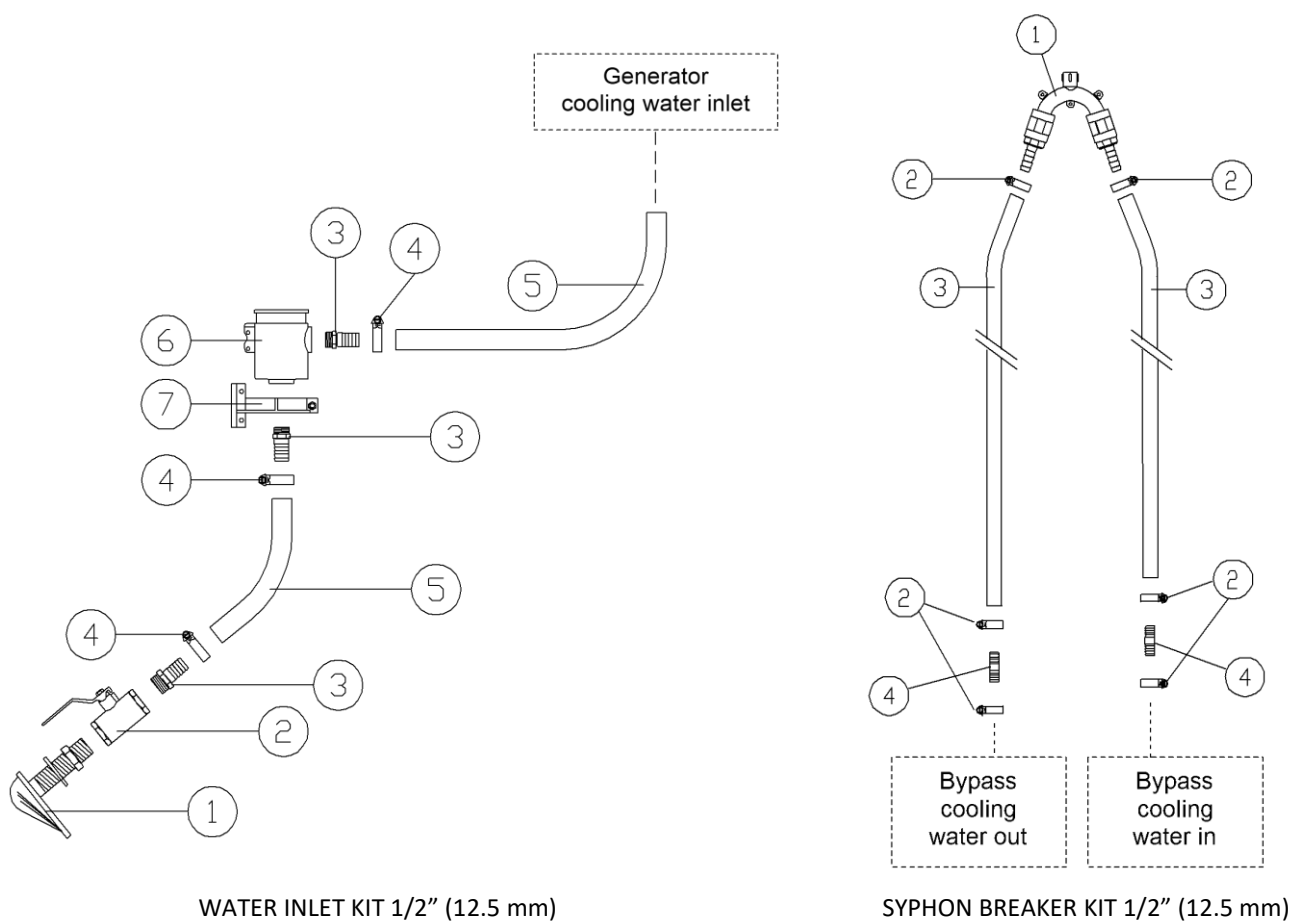 Generator
cooling water inlet
3
4
5
6
7
3
4
5
4
3
2
1
WATER INLET KIT 1/2” (12.5 mm)
1
2
2
3
3
2
2
4
4
Bypass
cooling
water out
Bypass
cooling
water in
SYPHON BREAKER KIT 1/2” (12.5 mm)